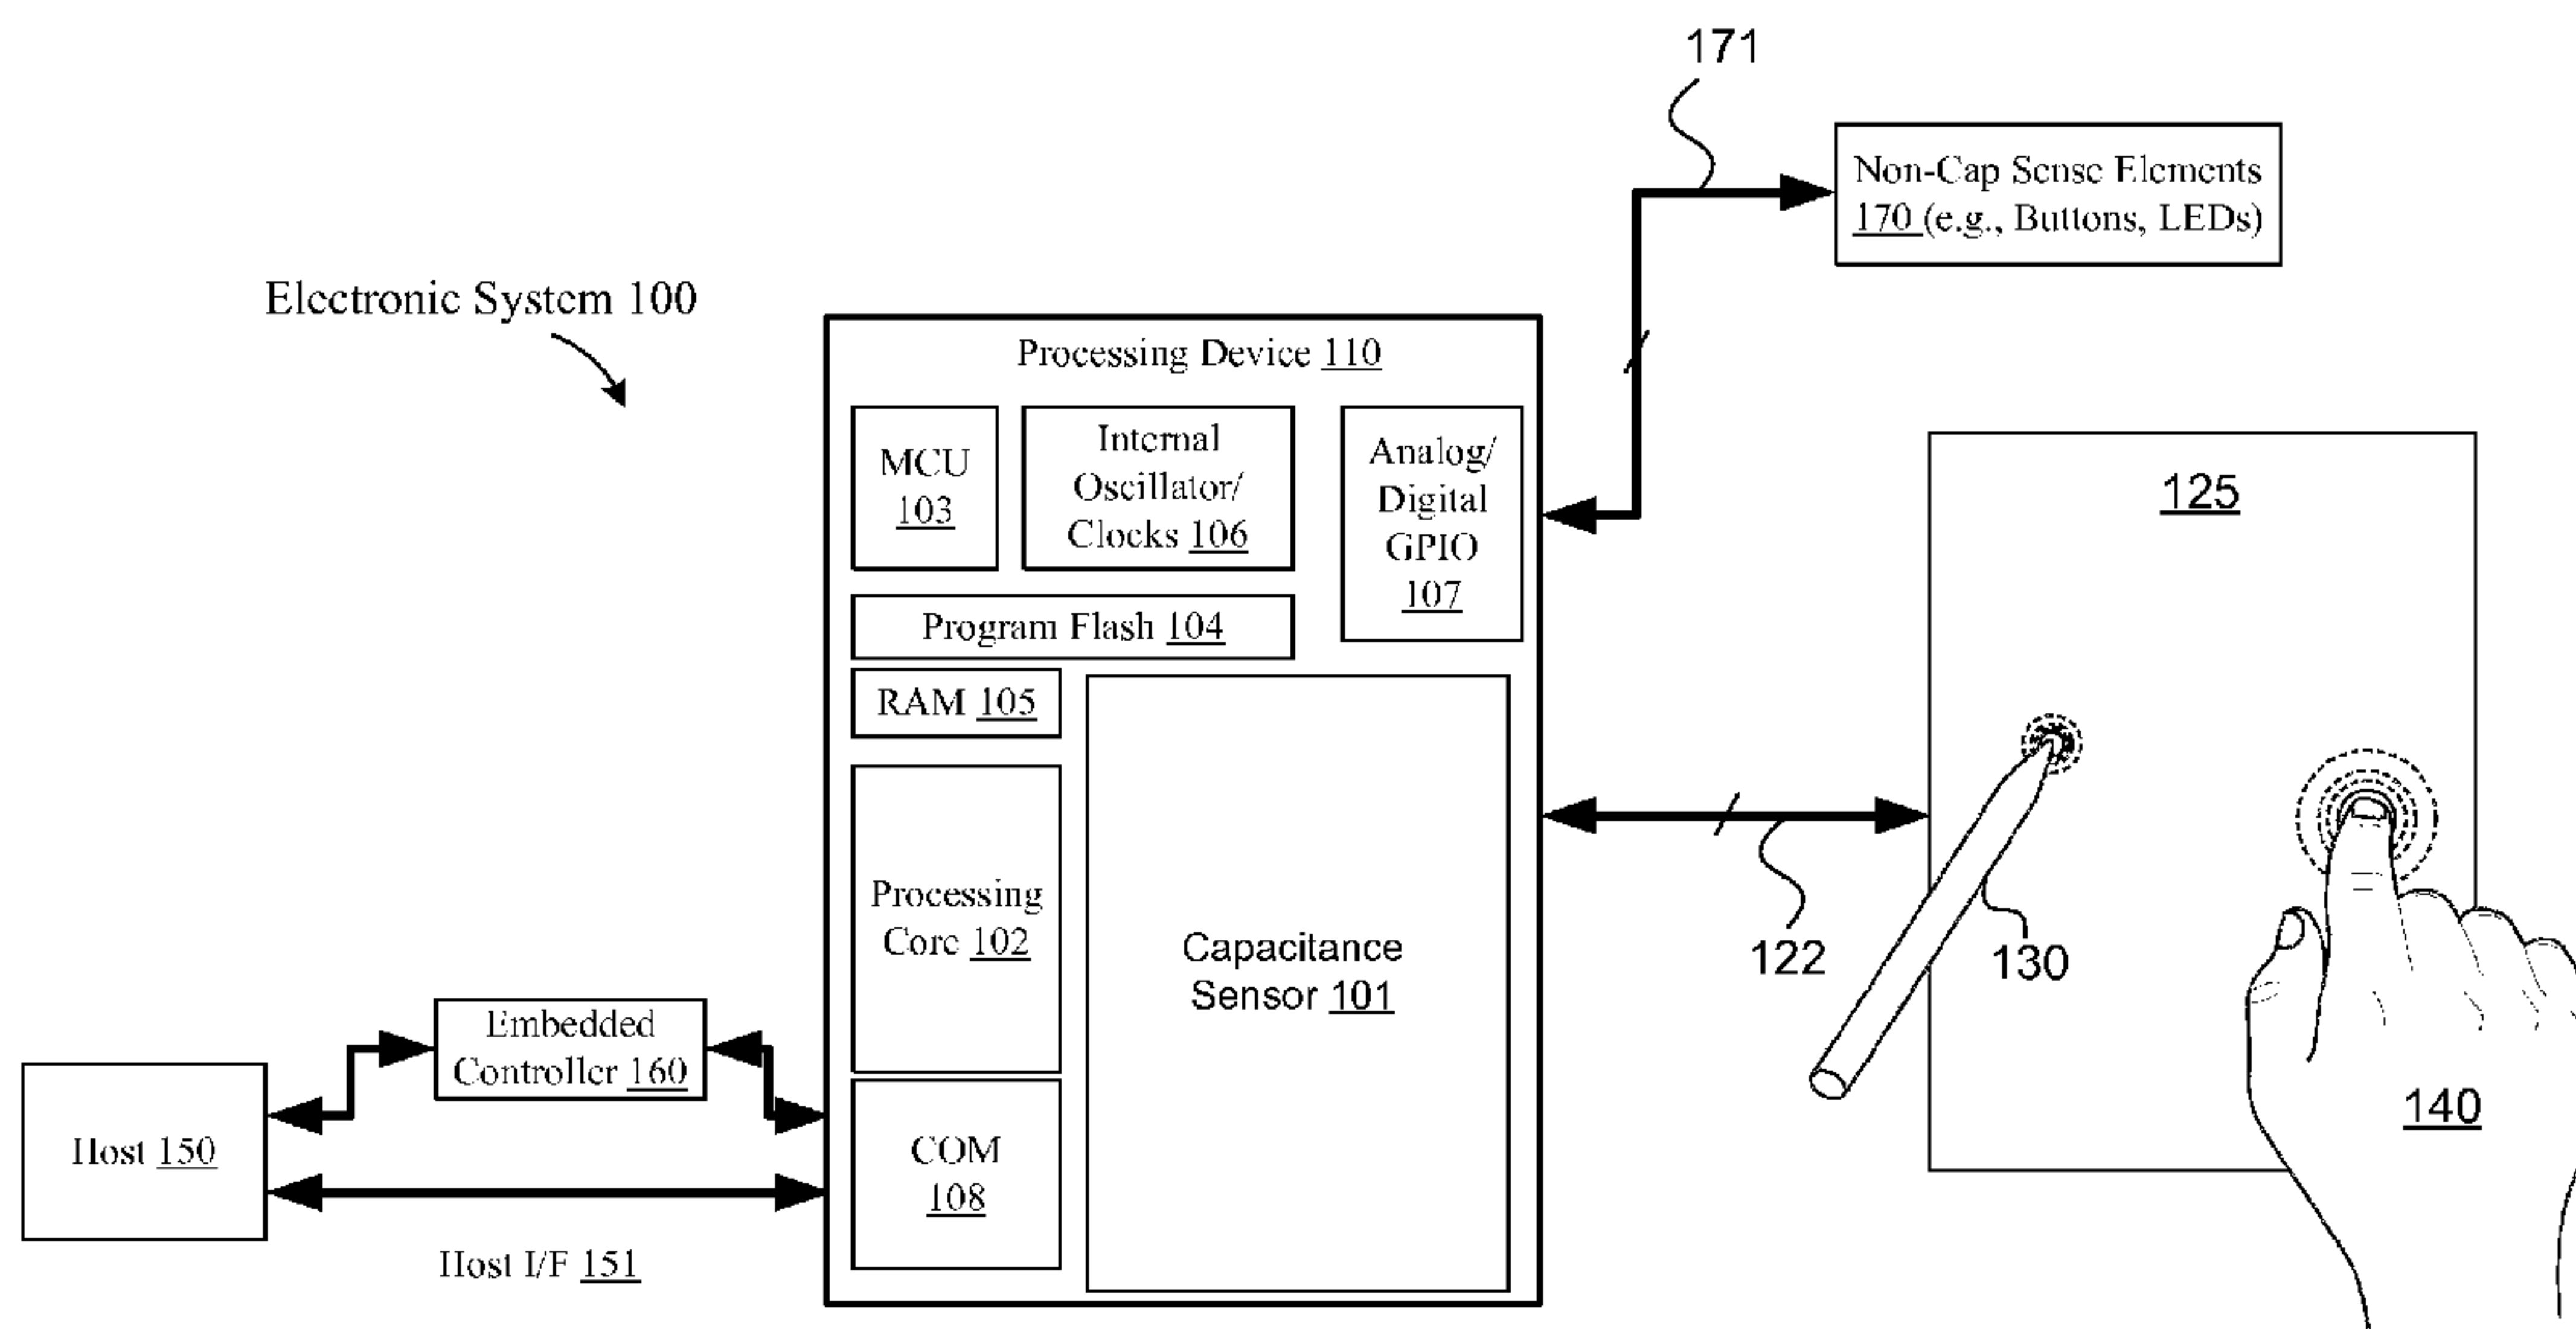 171
Non-Cap Sense Elements
170 (e.g., Buttons, LEDs)
Electronic System 100
Processing Device 110
MCU
103
Internal
Oscillator/
Clocks 106
Analog/
Digital
GPIO
107
125
Program Flash 104
RAM 105
Processing
Core 102
Capacitance
Sensor 101
122
130
Embedded
Controller 160
140
Host 150
COM
108
Host I/F 151